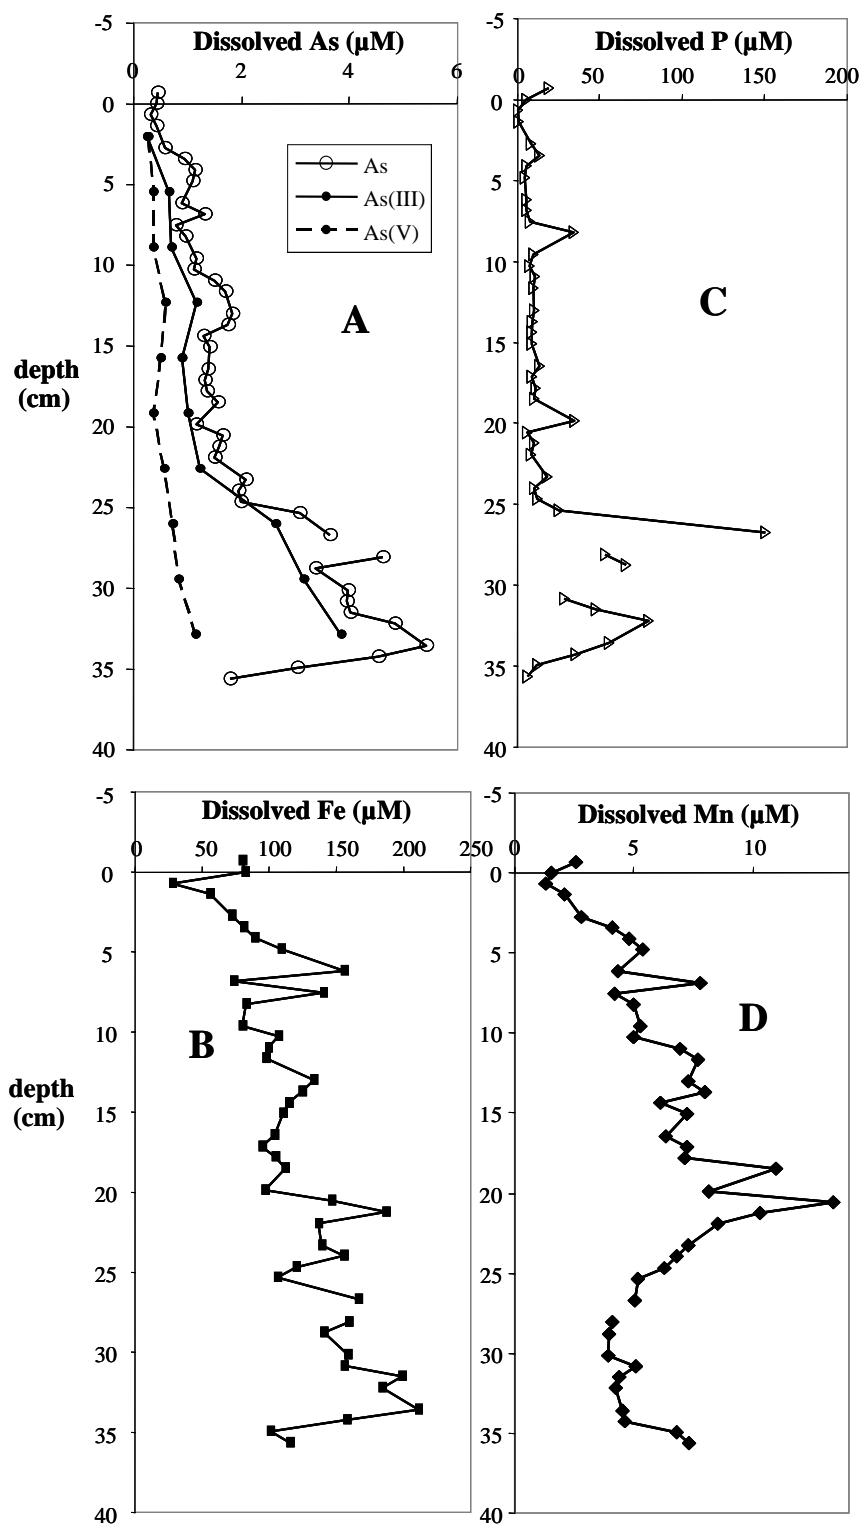 Dissolved As (µM)
-5
0 2 4 6
0
5
10
15
20
25
30
35
40
As
As(III)
As(V)
A
depth
(cm)
Dissolved P (µM)
-5
0 50 100 150 200
0
5
10
15
20
25
30
35
40
C
Dissolved Fe (µM)
-5
0 50 100 150 200 250
0
5
10
15
20
25
30
35
40
B
depth
(cm)
Dissolved Mn (µM)
-5
0 5 10
0
5
10
15
20
25
30
35
40
D